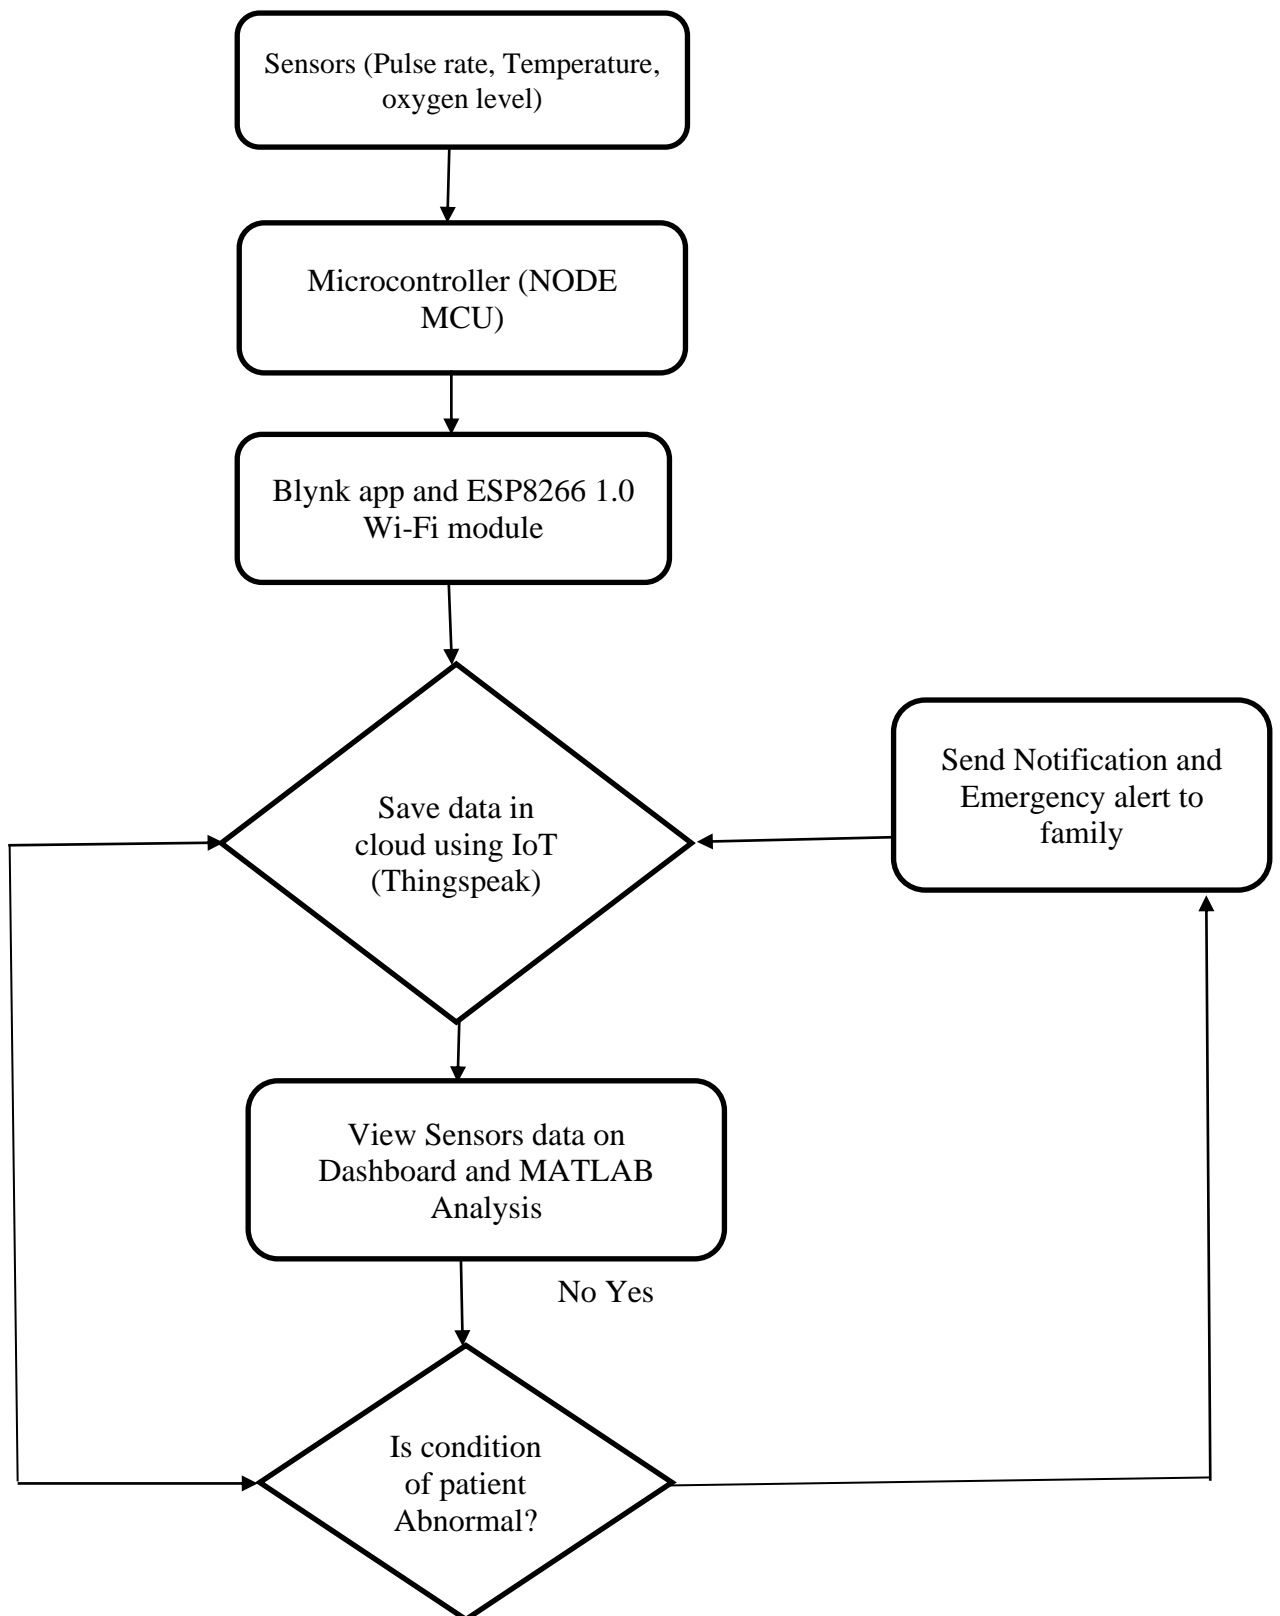 Sensors (Pulse rate, Temperature,
oxygen level)
Microcontroller (NODE
MCU)
Blynk app and ESP8266 1.0
Wi-Fi module
Save data in
cloud using IoT
(Thingspeak)
Send Notification and
Emergency alert to
family
View Sensors data on
Dashboard and MATLAB
Analysis
No Yes
Is condition
of patient
Abnormal?